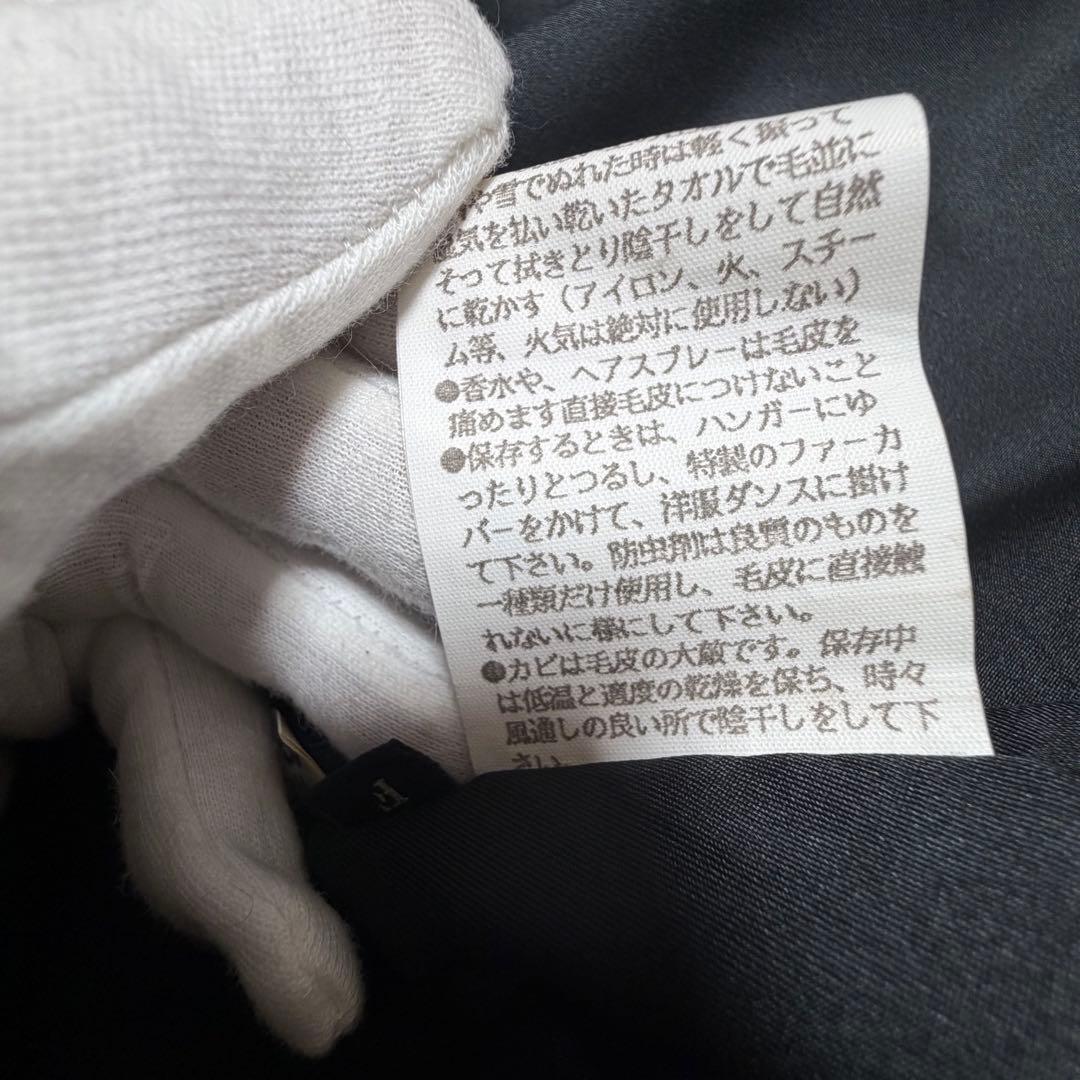 や雪でぬれた時は軽く振って
湿気を払い乾いたタオルで毛並に
そって拭きとり陰干しをして自然
に乾かす（アイロン、火、スチー
ム等、火気は絶対に使用しない）
●香水や、ヘアスプレーは毛皮を
痛めます直接毛皮につけないこと
●保存するときは、ハンガーにゆ
ったりとつるし、特製のファーカ
バーをかけて、洋服ダンスに掛け
て下さい。防虫剤は良質のものを
一種類だけ使用し、毛皮に直接触
れないに様にして下さい。
●カビは毛皮の大敵です。保存中
は低温と適度の乾燥を保ち、時々
風通しの良い所で陰干しをして下
さい。
F